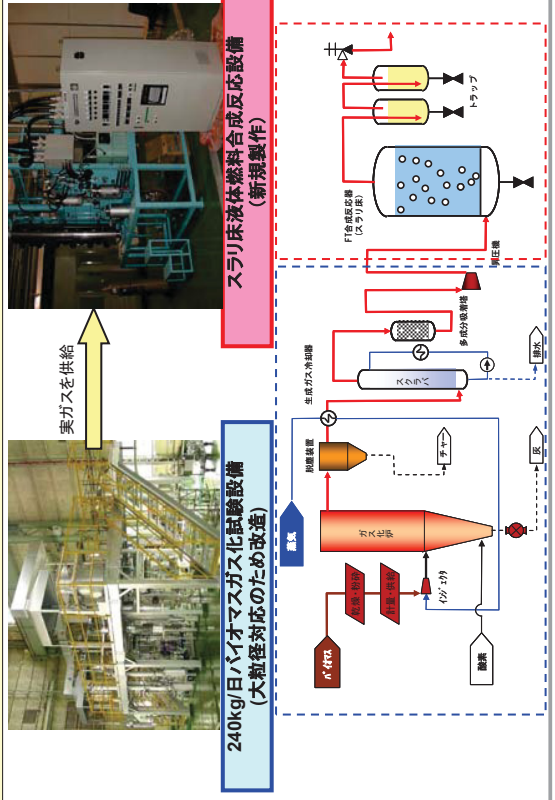 実ガスを供給
240kg/日バイオマスガス化試験設備
(大粒径対応のため改造)
スラリ床液体燃料合成反応設備
(新規製作)
バイオマス
乾燥・粉砕
計量・供給
インジェクタ
酸素
蒸気
ガス化炉
灰
脱塵装置
チャー
生成ガス冷却器
スクラバ
排水
多成分吸着塔
昇圧機
FT合成反応器
(スラリ床)
トラップ